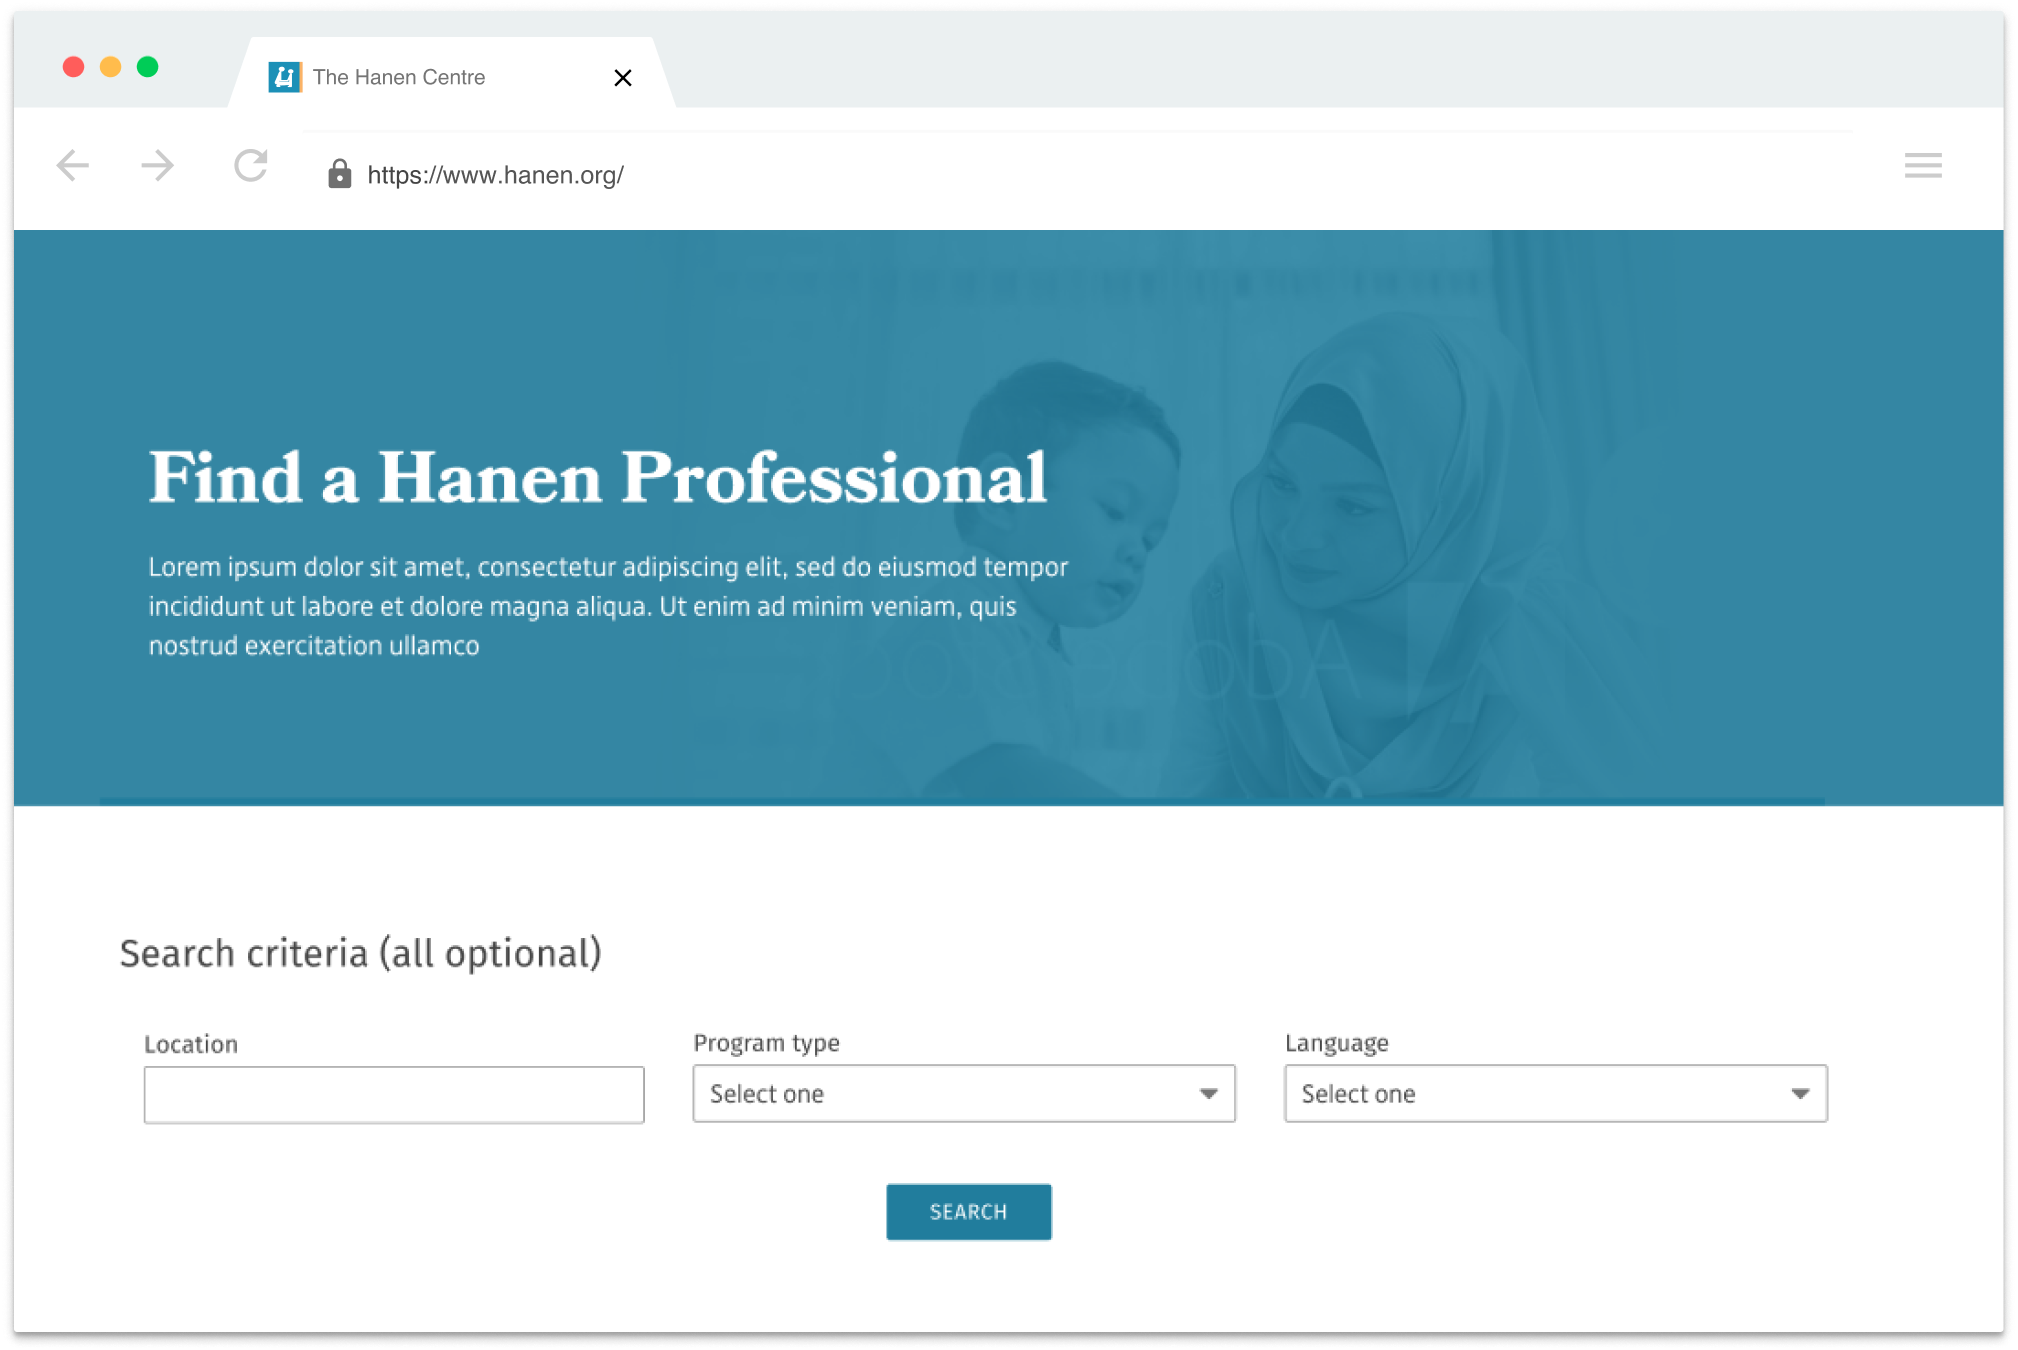 The Hanen Centre
https://www.hanen.org/
Find a Hanen Professional
Lorem ipsum dolor sit amet, consectetur adipiscing elit, sed do eiusmod tempor
incididunt ut labore et dolore magna aliqua. Ut enim ad minim veniam, quis
nostrud exercitation ullamco
Search criteria (all optional)
Location
Program type
Language
Select one
Select one
SEARCH